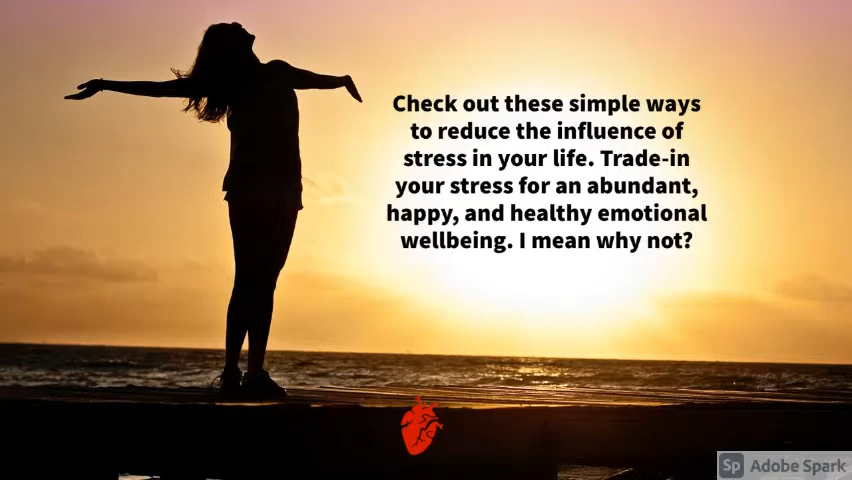 Check out these simple ways
to reduce the influence of
stress in your life. Trade-in
your stress for an abundant,
happy, and healthy emotional
wellbeing. I mean why not?
Sp Adobe Spark